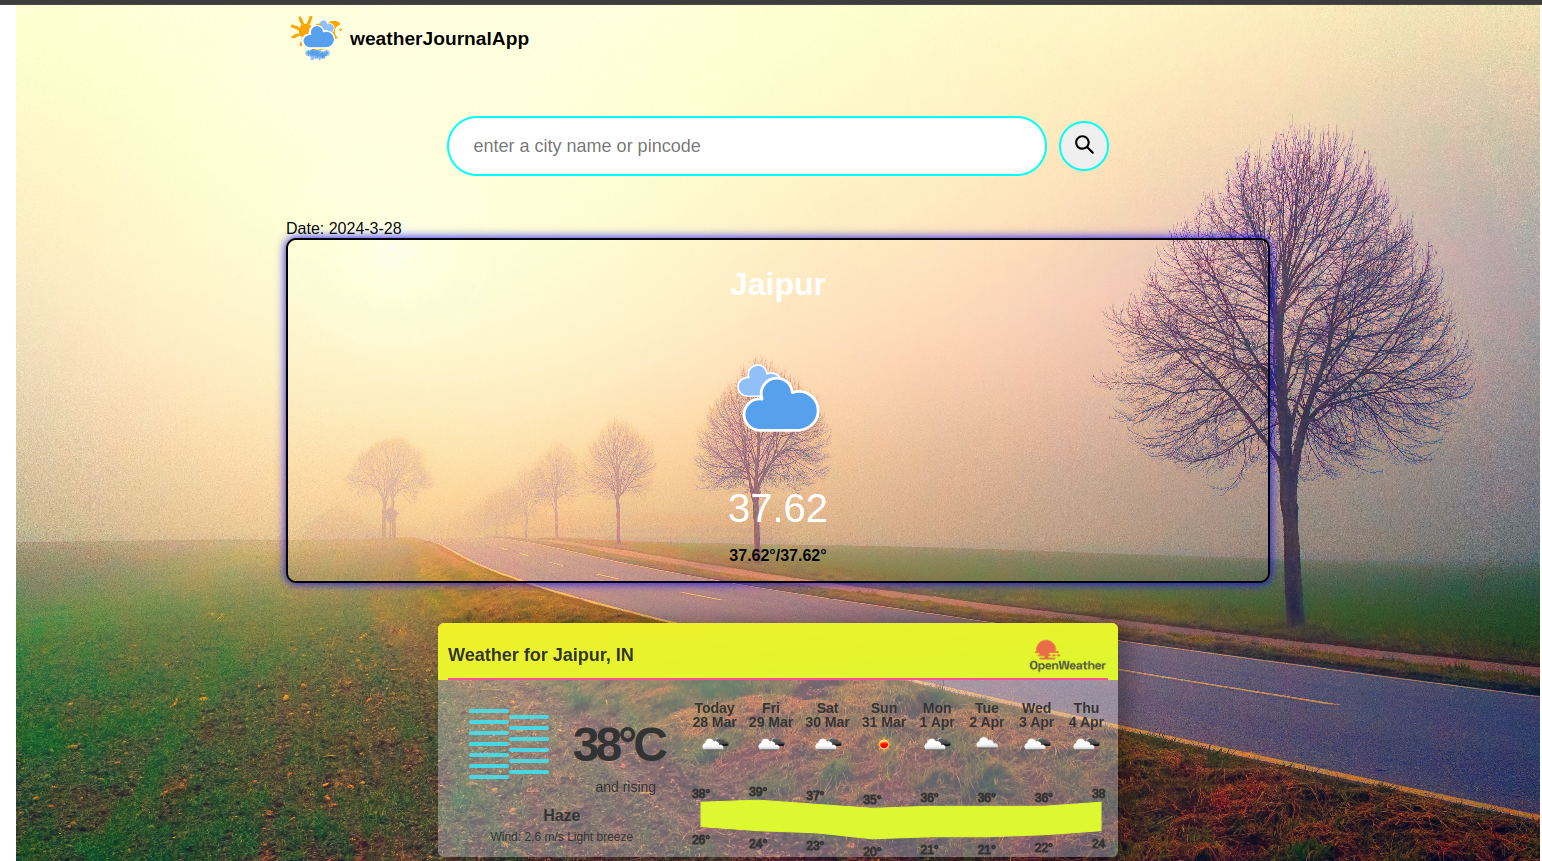 weatherJournalApp
enter a city name or pincode
Date: 2024-3-28
Jaipur
37.62
37.62°/37.62°
Weather for Jaipur, IN
OpenWeather
Today Fri Sat Sun Mon Tue Wed Thu
28 Mar 29 Mar 30 Mar 31 Mar 1 Apr 2 Apr 3 Apr 4 Apr
38°C
and rising
Haze
Wind: 2.6 m/s Light breeze
38° 39° 37° 35° 36° 36° 36° 38
26° 24° 23° 20° 21° 21° 22° 24